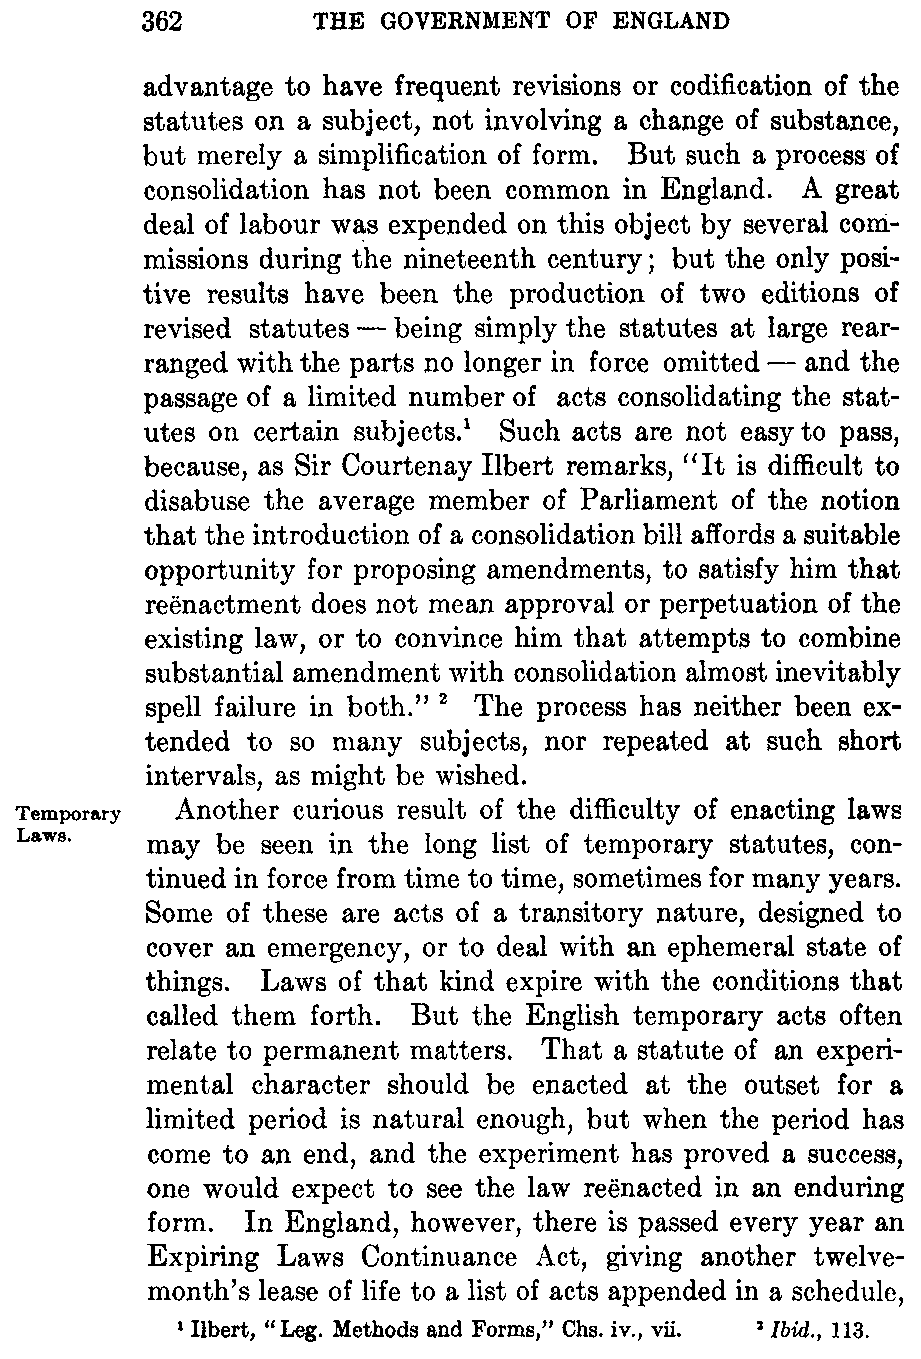 362 THE GOVERNMENT OF ENGLAND
advantage to have frequent revisions or codification of the
statutes on a subject, not involving a change of substance,
but merely a simplification of form. But such a process of
consolidation has not been common in England. A great
deal of labour was expended on this object by several com-
missions during the nineteenth century; but the only posi-
tive results have been the production of two editions of
revised statutes — being simply the statutes at large rear-
ranged with the parts no longer in force omitted — and the
passage of a limited number of acts consolidating the stat-
utes on certain subjects.¹ Such acts are not easy to pass,
because, as Sir Courtenay Ilbert remarks, "It is difficult to
disabuse the average member of Parliament of the notion
that the introduction of a consolidation bill affords a suitable
opportunity for proposing amendments, to satisfy him that
reënactment does not mean approval or perpetuation of the
existing law, or to convince him that attempts to combine
substantial amendment with consolidation almost inevitably
spell failure in both." ² The process has neither been ex-
tended to so many subjects, nor repeated at such short
intervals, as might be wished.
Temporary
Laws.
Another curious result of the difficulty of enacting laws
may be seen in the long list of temporary statutes, con-
tinued in force from time to time, sometimes for many years.
Some of these are acts of a transitory nature, designed to
cover an emergency, or to deal with an ephemeral state of
things. Laws of that kind expire with the conditions that
called them forth. But the English temporary acts often
relate to permanent matters. That a statute of an experi-
mental character should be enacted at the outset for a
limited period is natural enough, but when the period has
come to an end, and the experiment has proved a success,
one would expect to see the law reënacted in an enduring
form. In England, however, there is passed every year an
Expiring Laws Continuance Act, giving another twelve-
month's lease of life to a list of acts appended in a schedule,
¹ Ilbert, "Leg. Methods and Forms," Chs. iv., vii. ² Ibid., 113.